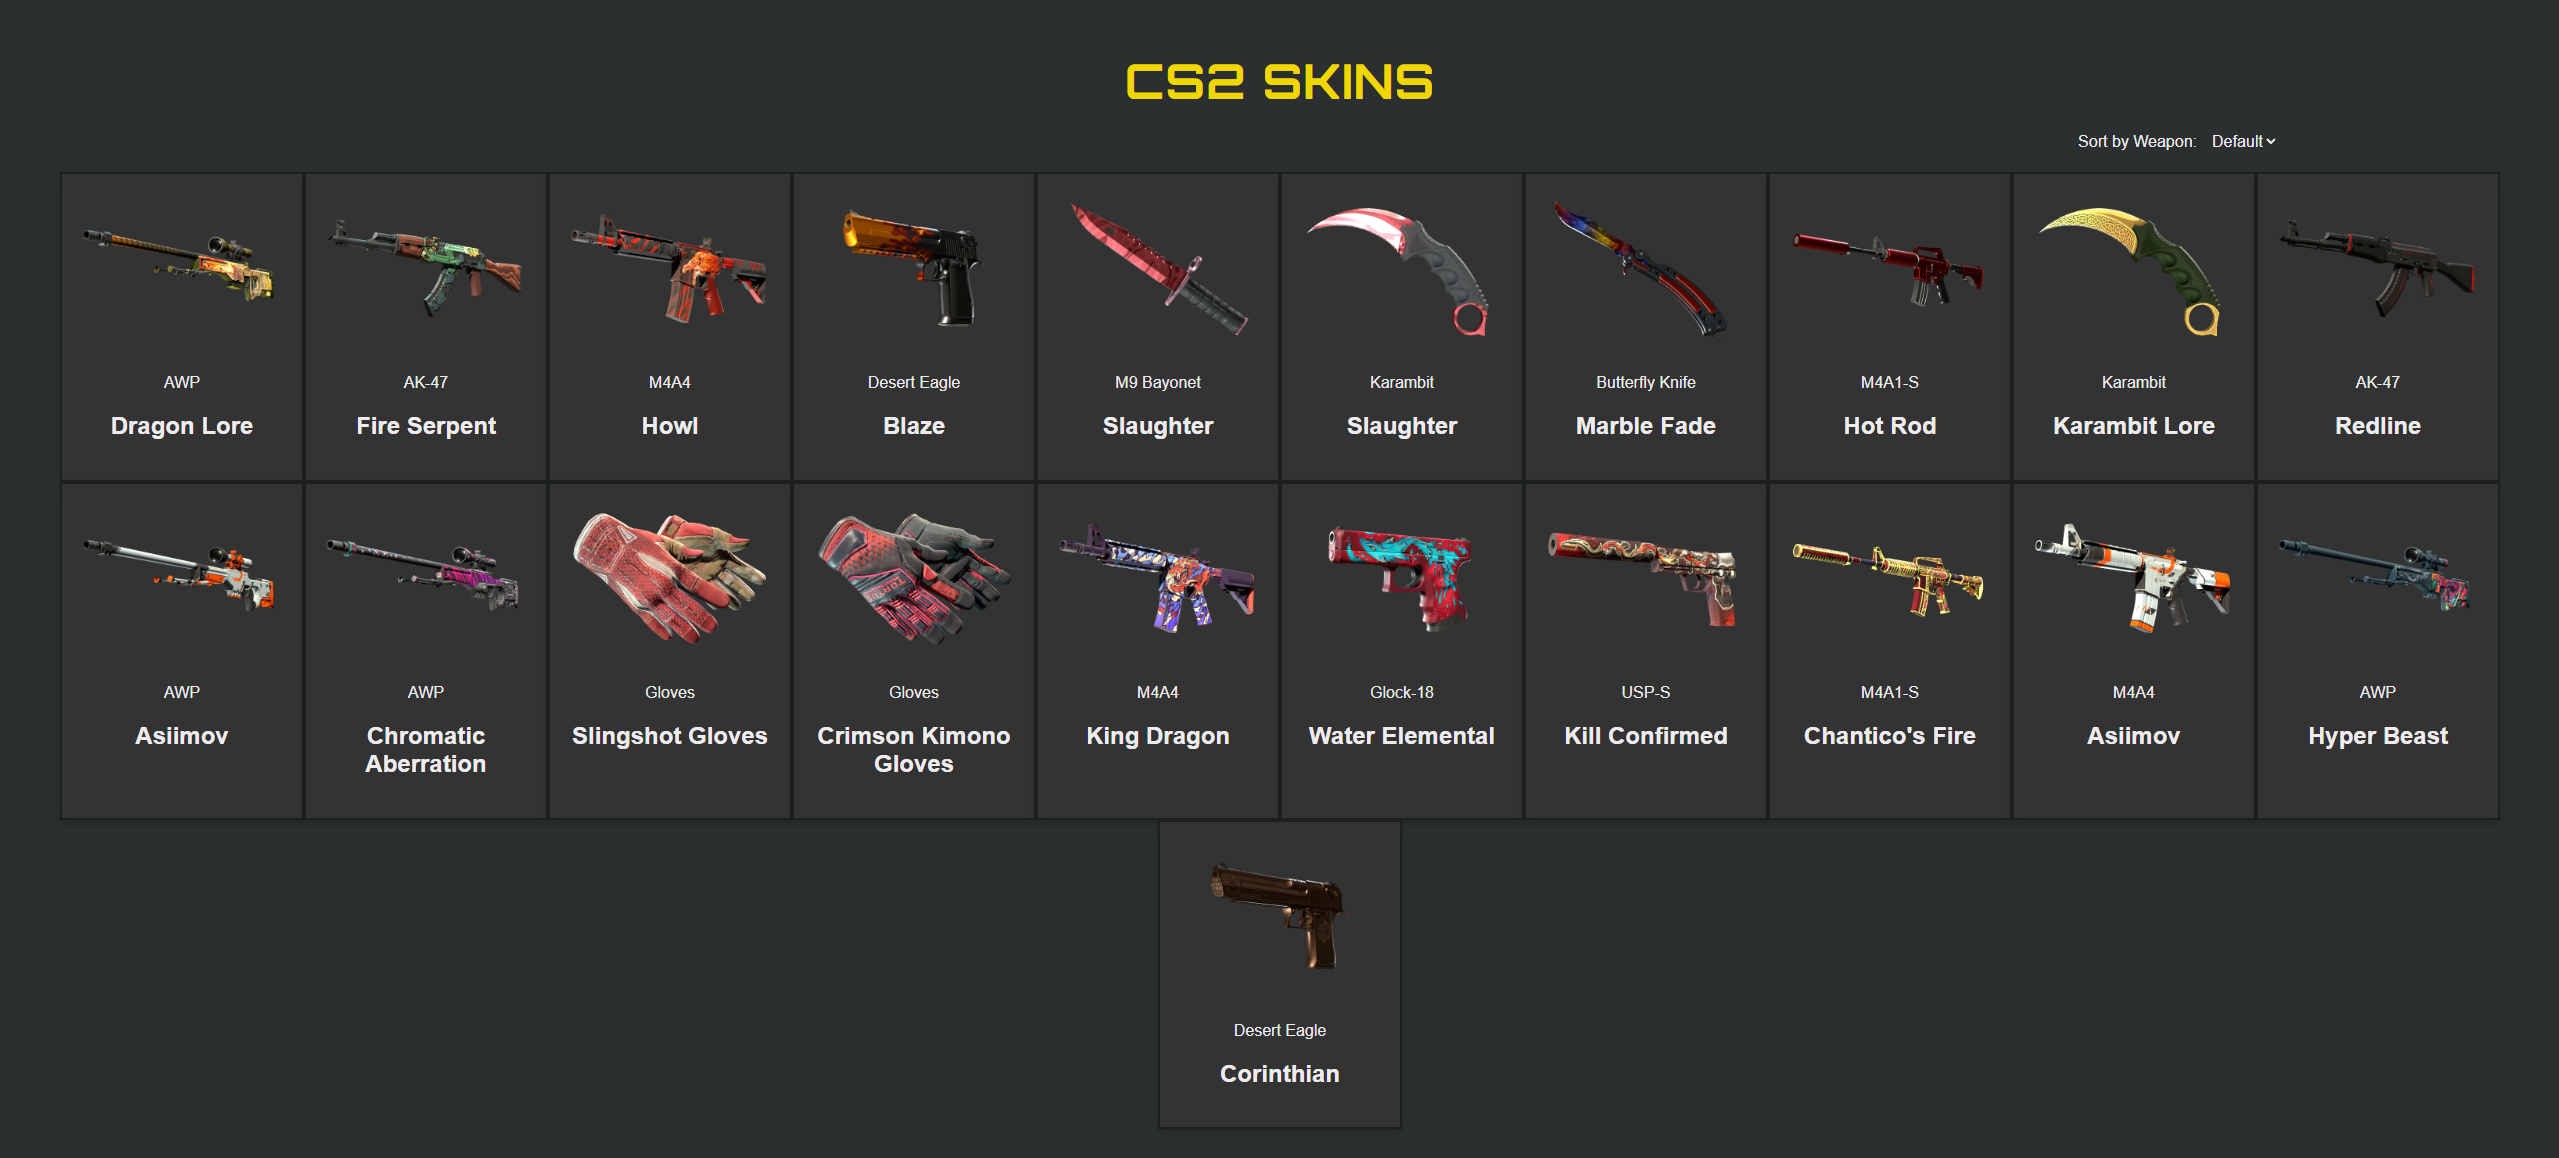 CS2 SKINS
Sort by Weapon: Default
AWP
Dragon Lore
AK-47
Fire Serpent
M4A4
Howl
Desert Eagle
Blaze
M9 Bayonet
Slaughter
Karambit
Slaughter
Butterfly Knife
Marble Fade
M4A1-S
Hot Rod
Karambit
Karambit Lore
AK-47
Redline
AWP
Asiimov
AWP
Chromatic
Aberration
Gloves
Slingshot Gloves
Gloves
Crimson Kimono
Gloves
M4A4
King Dragon
Glock-18
Water Elemental
USP-S
Kill Confirmed
M4A1-S
Chantico's Fire
M4A4
Asiimov
AWP
Hyper Beast
Desert Eagle
Corinthian